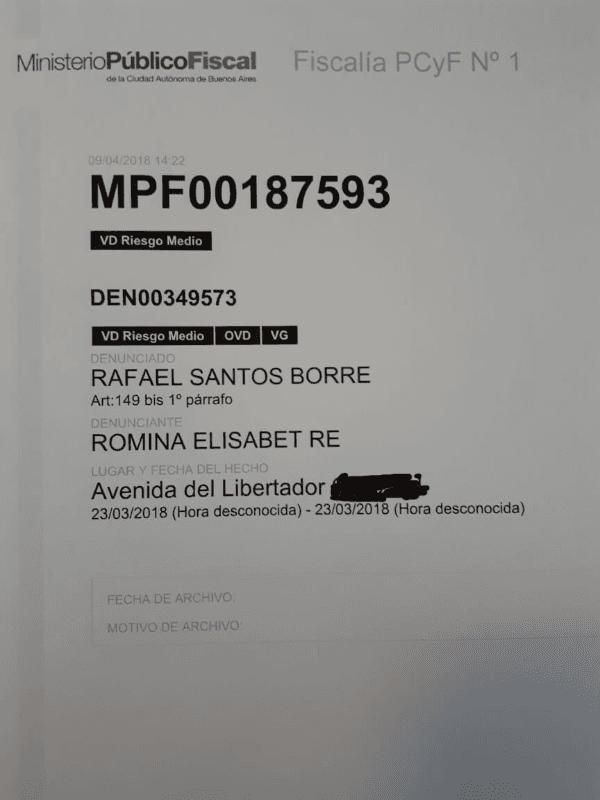 MinisterioPúblicoFiscal Fiscalía PCyF Nº 1
de la Ciudad Autónoma de Buenos Aires
09/04/2018 14:22
MPF00187593
VD Riesgo Medio
DEN00349573
VD Riesgo Medio OVD VG
DENUNCIADO
RAFAEL SANTOS BORRE
Art:149 bis 1º párrafo
DENUNCIANTE
ROMINA ELISABET RE
LUGAR Y FECHA DEL HECHO
Avenida del Libertador
23/03/2018 (Hora desconocida) - 23/03/2018 (Hora desconocida)
FECHA DE ARCHIVO:
MOTIVO DE ARCHIVO: